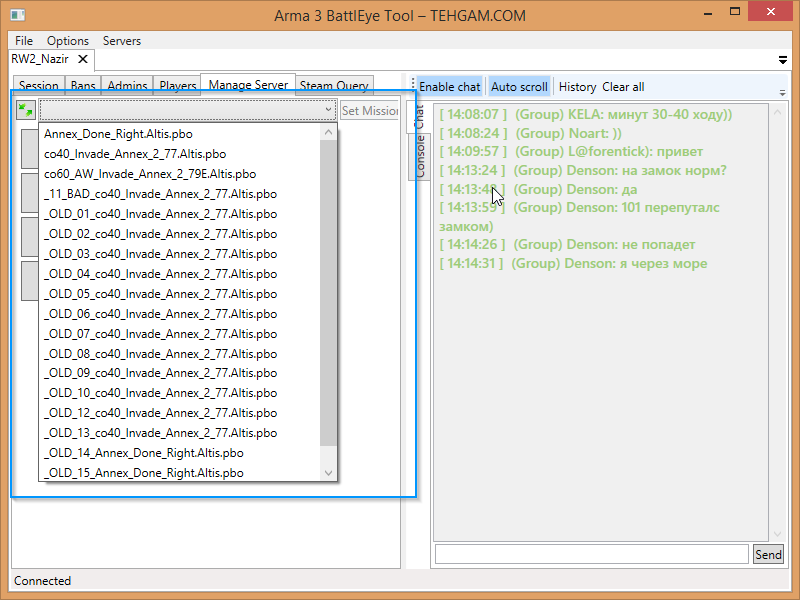 Arma 3 BattlEye Tool – TEHGAM.COM
File Options Servers
RW2_Nazir
Session Bans Admins Players Manage Server Steam Query
Set Mission
Annex_Done_Right.Altis.pbo
co40_Invade_Annex_2_77.Altis.pbo
co60_AW_Invade_Annex_2_79E.Altis.pbo
_11_BAD_co40_Invade_Annex_2_77.Altis.pbo
_OLD_01_co40_Invade_Annex_2_77.Altis.pbo
_OLD_02_co40_Invade_Annex_2_77.Altis.pbo
_OLD_03_co40_Invade_Annex_2_77.Altis.pbo
_OLD_04_co40_Invade_Annex_2_77.Altis.pbo
_OLD_05_co40_Invade_Annex_2_77.Altis.pbo
_OLD_06_co40_Invade_Annex_2_77.Altis.pbo
_OLD_07_co40_Invade_Annex_2_77.Altis.pbo
_OLD_08_co40_Invade_Annex_2_77.Altis.pbo
_OLD_09_co40_Invade_Annex_2_77.Altis.pbo
_OLD_10_co40_Invade_Annex_2_77.Altis.pbo
_OLD_12_co40_Invade_Annex_2_77.Altis.pbo
_OLD_13_co40_Invade_Annex_2_77.Altis.pbo
_OLD_14_Annex_Done_Right.Altis.pbo
_OLD_15_Annex_Done_Right.Altis.pbo
Enable chat Auto scroll History Clear all
Chat
Console
[ 14:08:07 ] (Group) KELA: минут 30-40 ходу))
[ 14:08:24 ] (Group) Noart: ))
[ 14:09:57 ] (Group) L@forentick): привет
[ 14:13:24 ] (Group) Denson: на замок норм?
[ 14:13:48 ] (Group) Denson: да
[ 14:13:59 ] (Group) Denson: 101 перепуталс
замком)
[ 14:14:26 ] (Group) Denson: не попадет
[ 14:14:31 ] (Group) Denson: я через море
Send
Connected